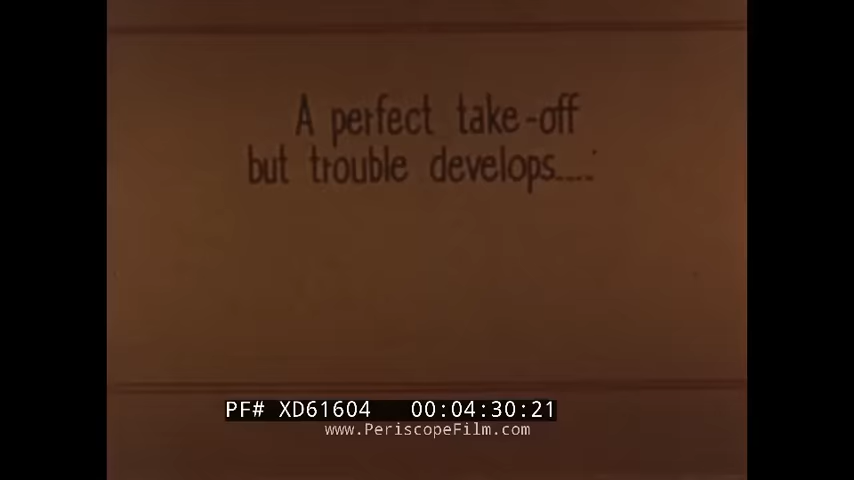 A perfect take-off
but trouble develops....
PF# XD61604 00:04:30:21
www.PeriscopeFilm.com